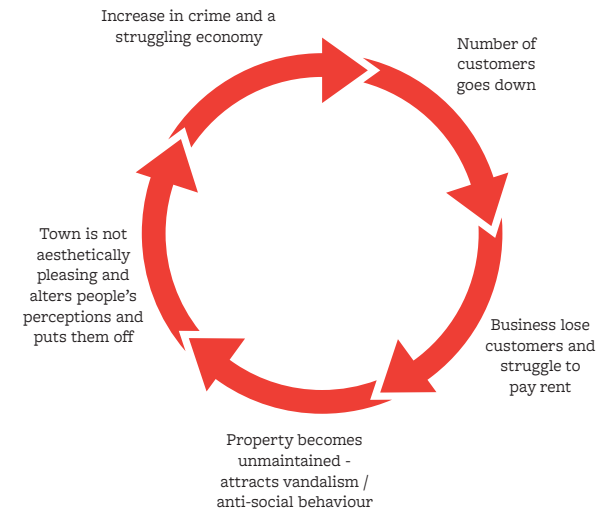 Increase in crime and a
struggling economy
Number of
customers
goes down
Business lose
customers and
struggle to
pay rent
Property becomes
unmaintained -
attracts vandalism /
anti-social behaviour
Town is not
aesthetically
pleasing and
alters people’s
perceptions and
puts them off